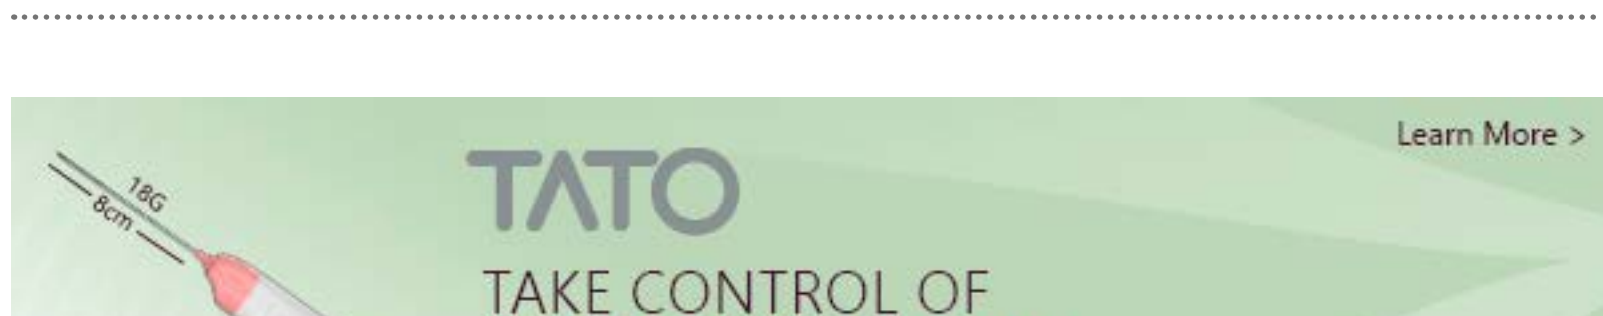 Learn More >
18G
8cm
TATO
TAKE CONTROL OF